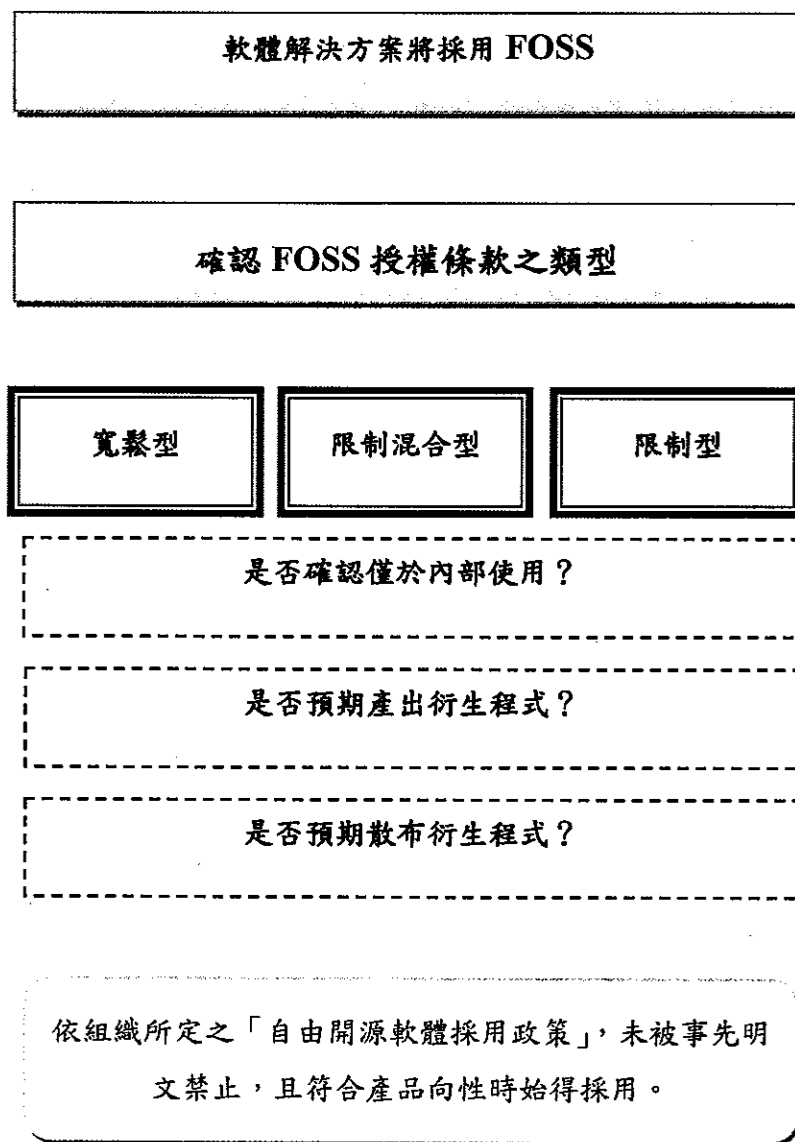 軟體解決方案將採用 FOSS
確認 FOSS 授權條款之類型
寬鬆型
限制混合型
限制型
是否確認僅於內部使用？
是否預期產出衍生程式？
是否預期散布衍生程式？
依組織所定之「自由開源軟體採用政策」，未被事先明
文禁止，且符合產品向性時始得採用。